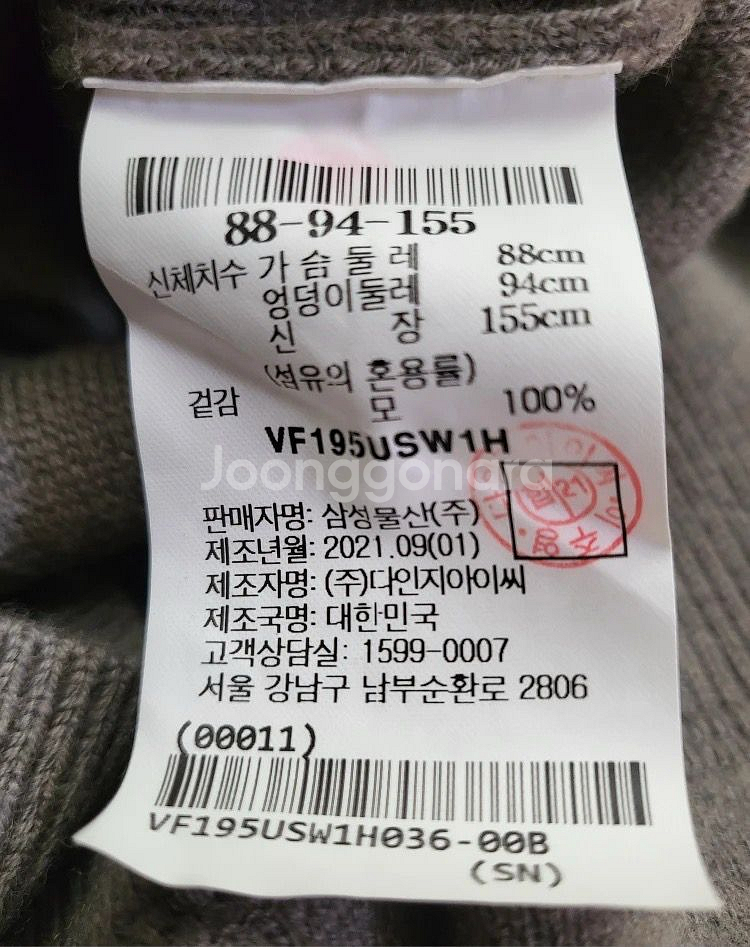 88-94-155
신체치수 가슴둘레 88cm
엉덩이둘레 94cm
신장 155cm
(섬유의 혼용률)
겉감 모 100%
VF195USW1H
Joonggonara
판매자명: 삼성물산(주)
제조년월: 2021.09(01)
제조자명: (주)다인지아이씨
제조국명: 대한민국
고객상담실: 1599-0007
서울 강남구 남부순환로 2806
(00011)
VF195USW1H036-00B
(SN)